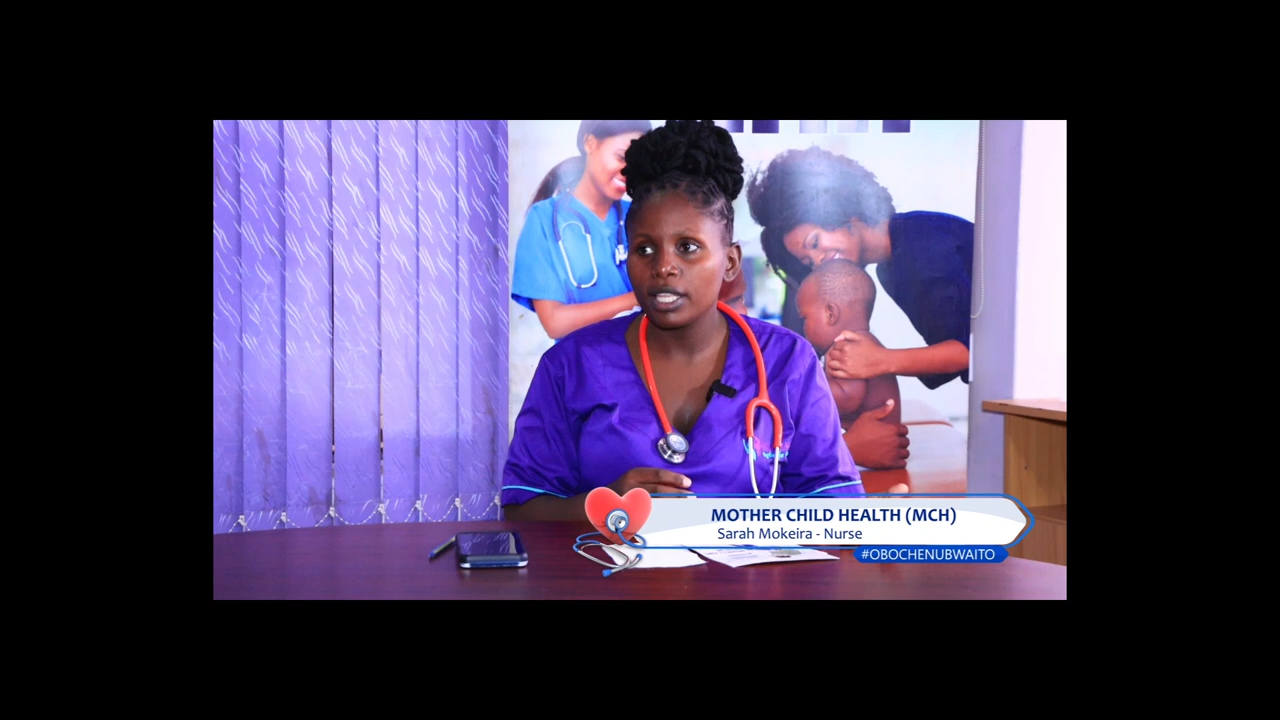 MOTHER CHILD HEALTH (MCH)
Sarah Mokeira - Nurse
#OBOCHENUBWAITO